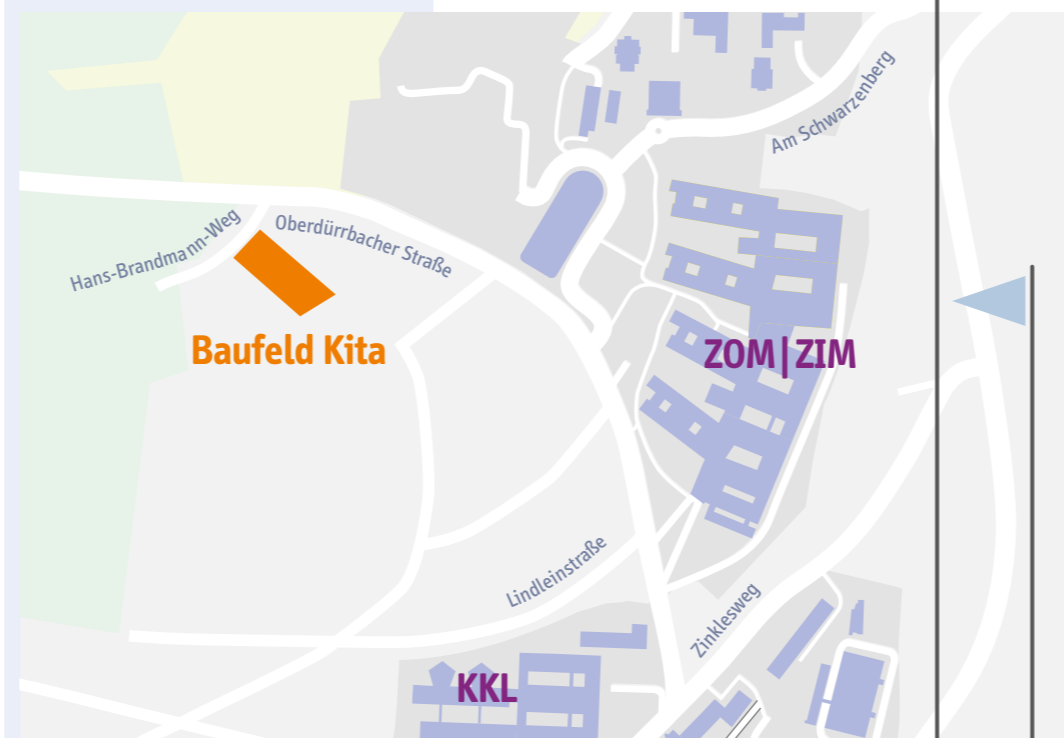 Am Schwarzenberg
Hans-Brandmann-Weg
Oberdürrbacher Straße
Baufeld Kita
ZOM|ZIM
Lindleinstraße
Zinklesweg
KKL